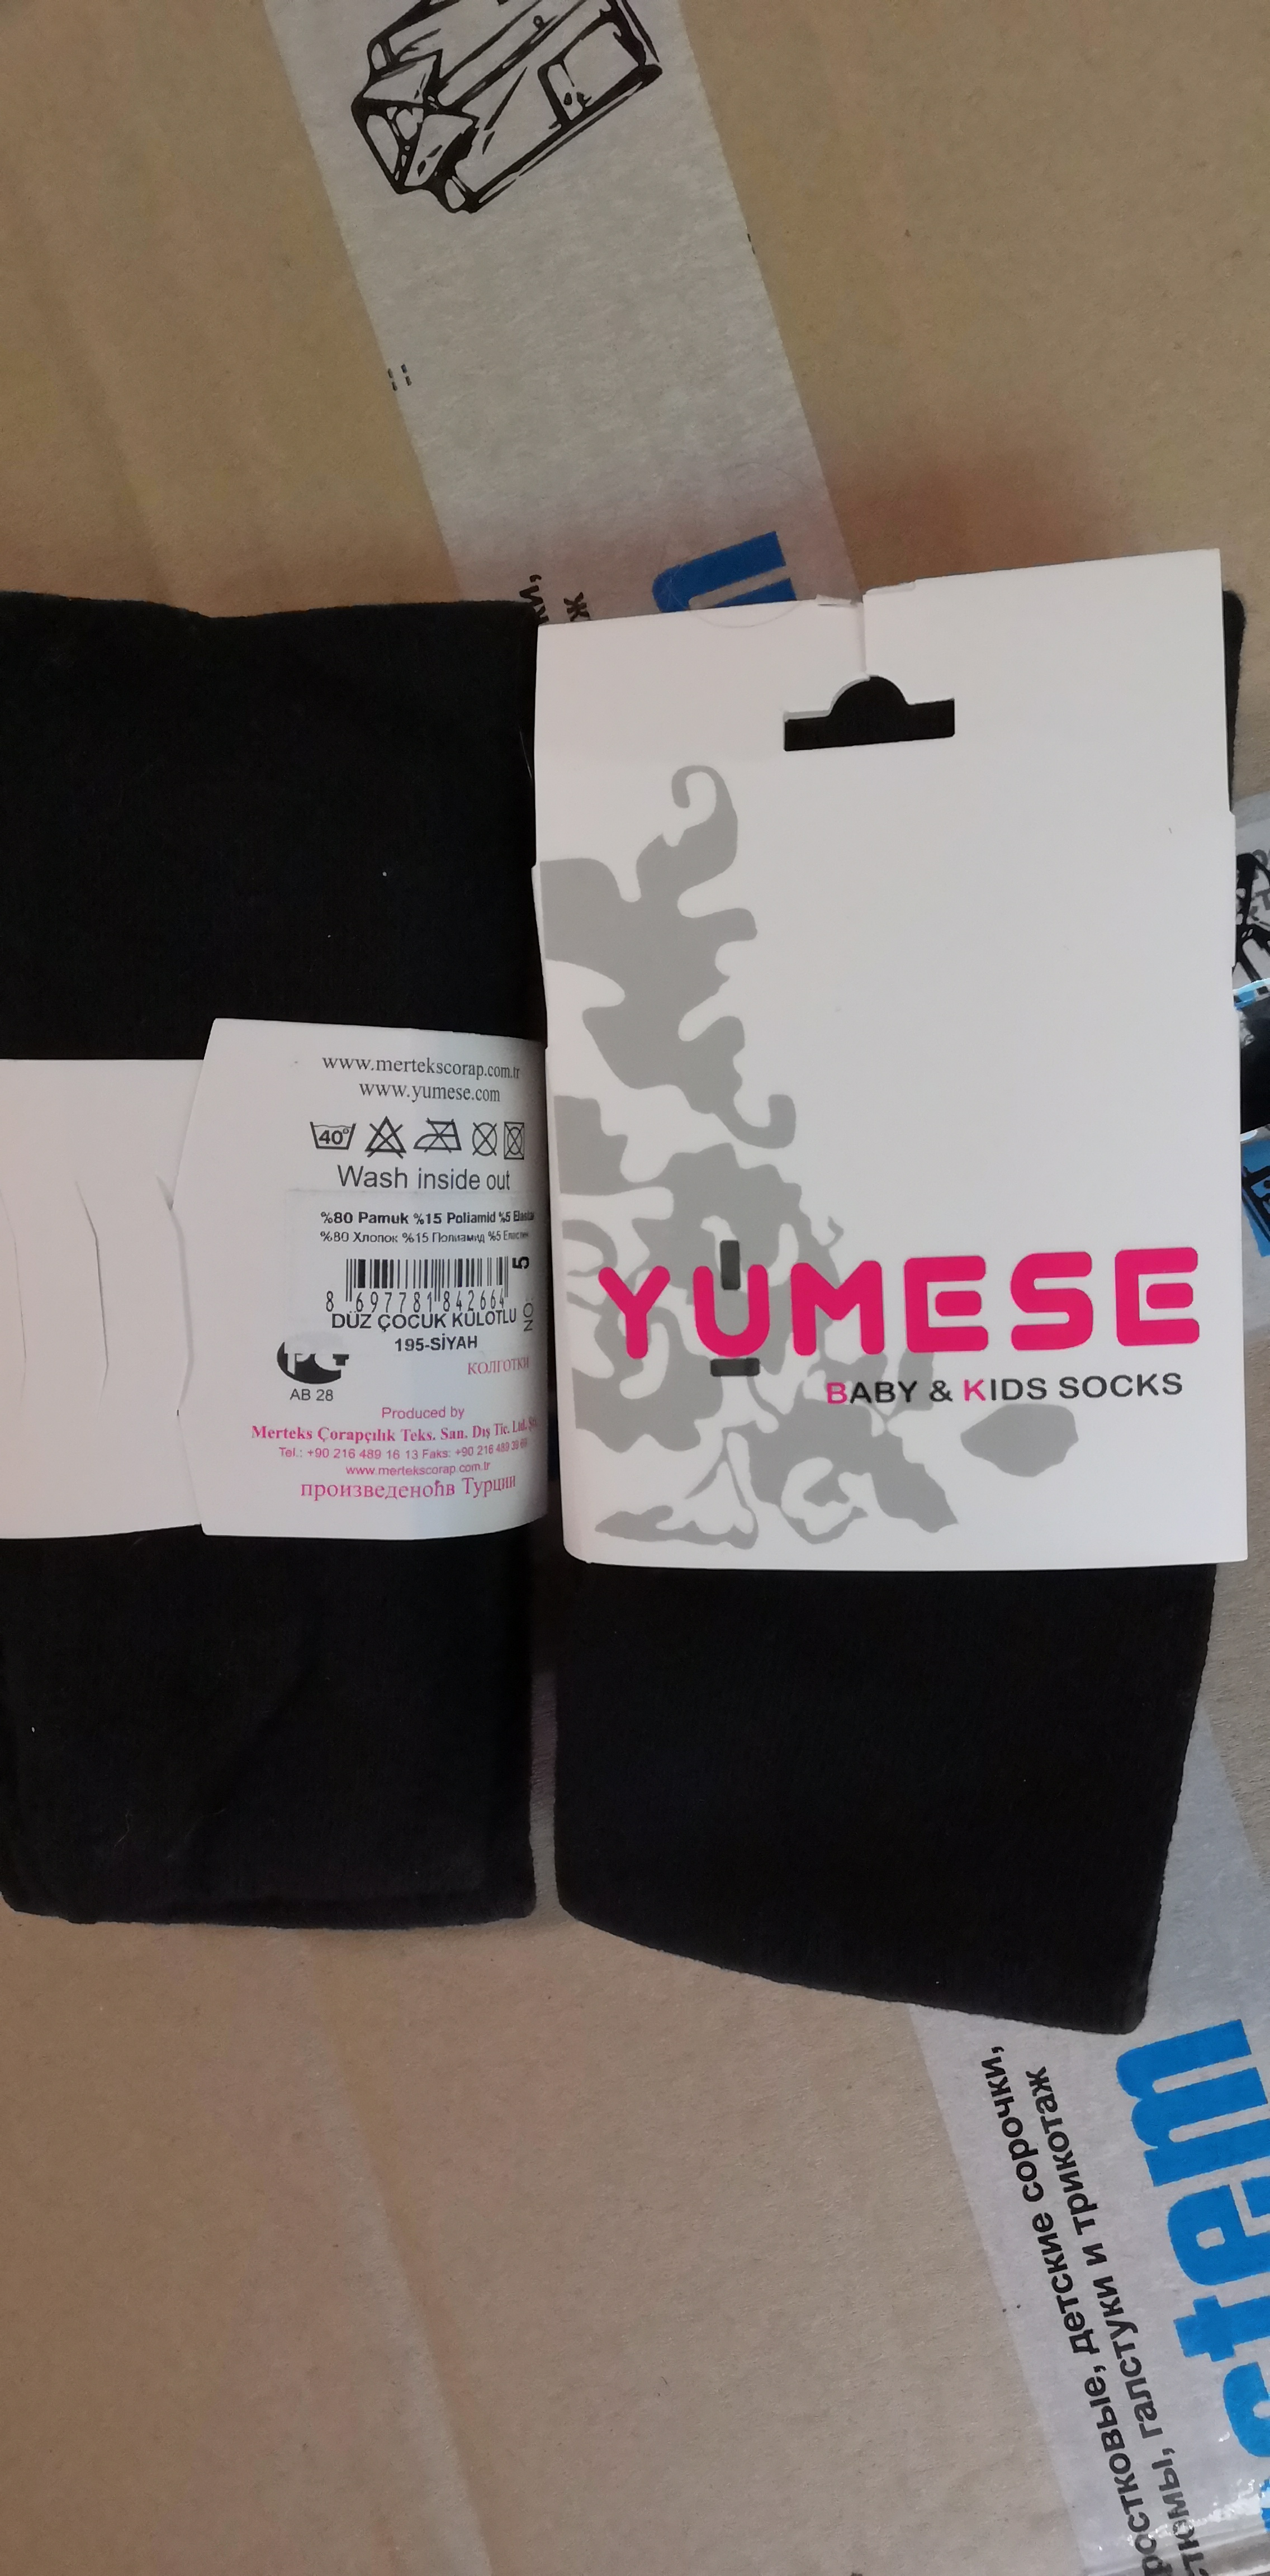 www.mertekscorap.com.tr
www.yumese.com
40°
Wash inside out
%80 Pamuk %15 Poliamid %5
%80 Хлопок %15 Полиамид %5
8 697781 842664
5
NO:
DÜZ ÇOCUK KÜLOTLU
195-SİYAH
КОЛГОТКИ
AB 28
Produced by
Merteks Çorapçılık Teks. San. Dış Tic. Ltd. Şti.
Tel.: +90 216 489 16 13 Faks: +90 216 489 39
www.mertekscorap.com.tr
произведеноћв Турции
YUMESE
BABY & KIDS SOCKS
ростковые, детские сорочки,
галстуки и трикотаж